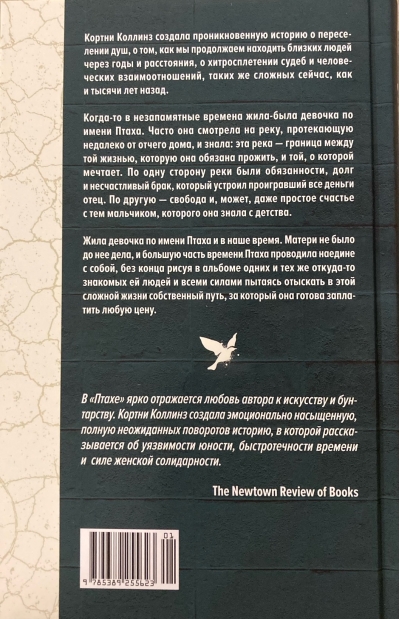 Кортни Коллинз создала проникновенную историю о пересе-
лении душ, о том, как мы продолжаем находить близких людей
через годы и расстояния, о хитросплетении судеб и челове-
ческих взаимоотношений, таких же сложных сейчас, как
и тысячи лет назад.
Когда-то в незапамятные времена жила-была девочка по
имени Птаха. Часто она смотрела на реку, протекающую
недалеко от отчего дома, и знала: эта река — граница между
той жизнью, которую она обязана прожить, и той, о которой
мечтает. По одну сторону реки были обязанности, долг
и несчастливый брак, который устроил проигравший все деньги
отец. По другую — свобода и, может, даже простое счастье
с тем мальчиком, которого она знала с детства.
Жила девочка по имени Птаха и в наше время. Матери не было
до нее дела, и большую часть времени Птаха проводила наедине
с собой, без конца рисуя в альбоме одних и тех же откуда-то
знакомых ей людей и всеми силами пытаясь отыскать в этой
сложной жизни собственный путь, за который она готова запла-
тить любую цену.
В «Птахе» ярко отражается любовь автора к искусству и бун-
тарству. Кортни Коллинз создала эмоционально насыщенную,
полную неожиданных поворотов историю, в которой расска-
зывается об уязвимости юности, быстротечности времени
и силе женской солидарности.
The Newtown Review of Books
01
9 785389 255623